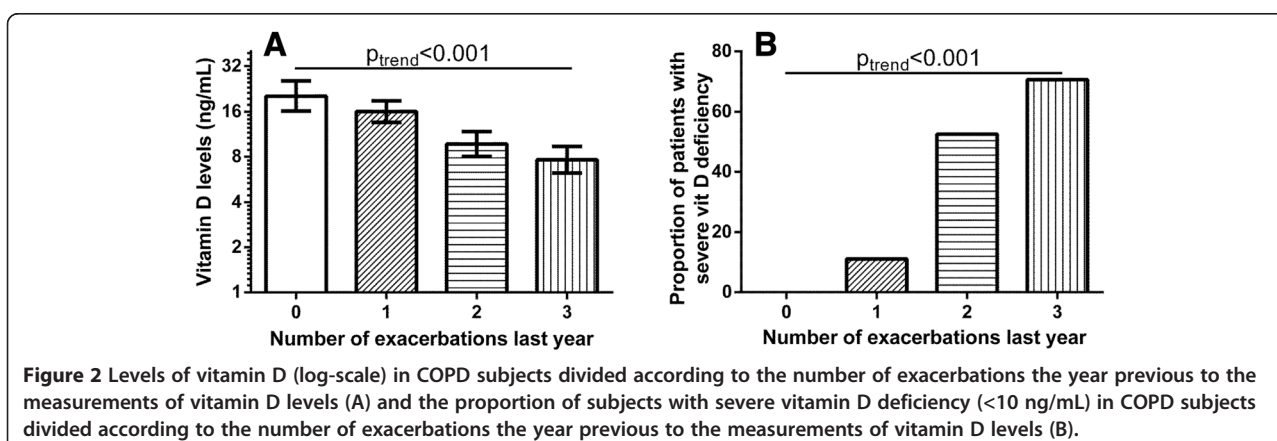 A
p_trend<0.001
Vitamin D levels (ng/mL)
32
16
8
4
2
1
0 1 2 3
Number of exacerbations last year
B
p_trend<0.001
Proportion of patients with
severe vit D deficiency
80
60
40
20
0
0 1 2 3
Number of exacerbations last year
Figure 2 Levels of vitamin D (log-scale) in COPD subjects divided according to the number of exacerbations the year previous to the
measurements of vitamin D levels (A) and the proportion of subjects with severe vitamin D deficiency (<10 ng/mL) in COPD subjects
divided according to the number of exacerbations the year previous to the measurements of vitamin D levels (B).